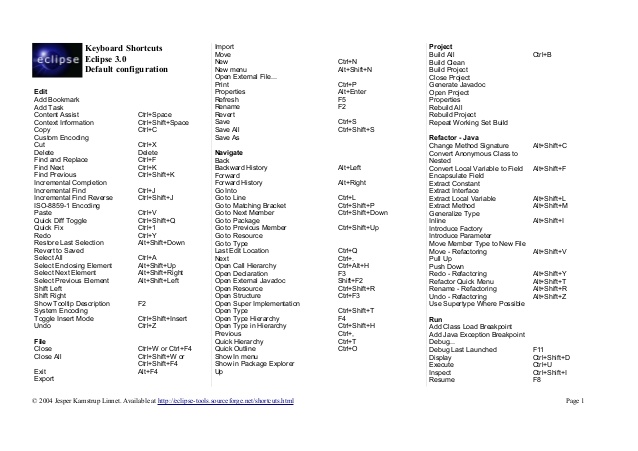 eclipse
Keyboard Shortcuts
Eclipse 3.0
Default configuration
Edit
Add Bookmark
Add Task
Content Assist Ctrl+Space
Context Information Ctrl+Shift+Space
Copy Ctrl+C
Custom Encoding
Cut Ctrl+X
Delete Delete
Find and Replace Ctrl+F
Find Next Ctrl+K
Find Previous Ctrl+Shift+K
Incremental Completion
Incremental Find Ctrl+J
Incremental Find Reverse Ctrl+Shift+J
ISO-8859-1 Encoding
Paste Ctrl+V
Quick Diff Toggle Ctrl+Shift+Q
Quick Fix Ctrl+1
Redo Ctrl+Y
Restore Last Selection Alt+Shift+Down
Revert to Saved
Select All Ctrl+A
Select Enclosing Element Alt+Shift+Up
Select Next Element Alt+Shift+Right
Select Previous Element Alt+Shift+Left
Shift Left
Shift Right
Show Tooltip Description F2
System Encoding
Toggle Insert Mode Ctrl+Shift+Insert
Undo Ctrl+Z
File
Close Ctrl+W or Ctrl+F4
Close All Ctrl+Shift+W or
Ctrl+Shift+F4
Exit Alt+F4
Export
Import
Move
New Ctrl+N
New menu Alt+Shift+N
Open External File...
Print Ctrl+P
Properties Alt+Enter
Refresh F5
Rename F2
Revert
Save Ctrl+S
Save All Ctrl+Shift+S
Save As
Navigate
Back
Backward History Alt+Left
Forward
Forward History Alt+Right
Go Into
Go to Line Ctrl+L
Go to Matching Bracket Ctrl+Shift+P
Go to Next Member Ctrl+Shift+Down
Go to Package
Go to Previous Member Ctrl+Shift+Up
Go to Resource
Go to Type
Last Edit Location Ctrl+Q
Next Ctrl+.
Open Call Hierarchy Ctrl+Alt+H
Open Declaration F3
Open External Javadoc Shift+F2
Open Resource Ctrl+Shift+R
Open Structure Ctrl+F3
Open Super Implementation
Open Type Ctrl+Shift+T
Open Type Hierarchy F4
Open Type in Hierarchy Ctrl+Shift+H
Previous Ctrl+,
Quick Hierarchy Ctrl+T
Quick Outline Ctrl+O
Show In menu
Show in Package Explorer
Up
Project
Build All Ctrl+B
Build Clean
Build Project
Close Project
Generate Javadoc
Open Project
Properties
Rebuild All
Rebuild Project
Repeat Working Set Build
Refactor - Java
Change Method Signature Alt+Shift+C
Convert Anonymous Class to
Nested
Convert Local Variable to Field Alt+Shift+F
Encapsulate Field
Extract Constant
Extract Interface
Extract Local Variable Alt+Shift+L
Extract Method Alt+Shift+M
Generalize Type
Inline Alt+Shift+I
Introduce Factory
Introduce Parameter
Move Member Type to New File
Move - Refactoring Alt+Shift+V
Pull Up
Push Down
Redo - Refactoring Alt+Shift+Y
Refactor Quick Menu Alt+Shift+T
Rename - Refactoring Alt+Shift+R
Undo - Refactoring Alt+Shift+Z
Use Supertype Where Possible
Run
Add Class Load Breakpoint
Add Java Exception Breakpoint
Debug...
Debug Last Launched F11
Display Ctrl+Shift+D
Execute Ctrl+U
Inspect Ctrl+Shift+I
Resume F8
© 2004 Jesper Kamstrup Linnet. Available at http://eclipse-tools.sourceforge.net/shortcuts.html Page 1